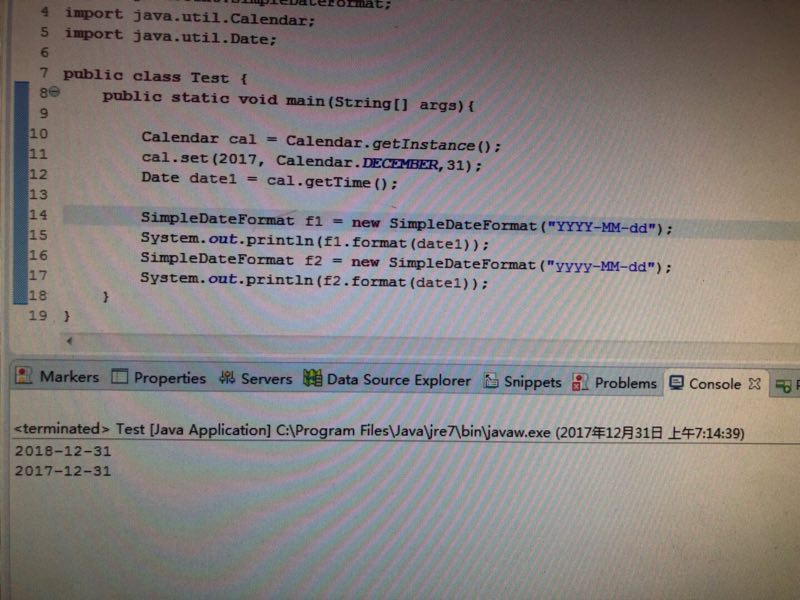 4 import java.util.Calendar;
5 import java.util.Date;
6
7 public class Test {
8 public static void main(String[] args){
9
10 Calendar cal = Calendar.getInstance();
11 cal.set(2017, Calendar.DECEMBER,31);
12 Date date1 = cal.getTime();
13
14 SimpleDateFormat f1 = new SimpleDateFormat("YYYY-MM-dd");
15 System.out.println(f1.format(date1));
16 SimpleDateFormat f2 = new SimpleDateFormat("yyyy-MM-dd");
17 System.out.println(f2.format(date1));
18 }
19 }
Markers Properties Servers Data Source Explorer Snippets Problems Console
<terminated> Test [Java Application] C:\Program Files\Java\jre7\bin\javaw.exe (2017年12月31日 上午7:14:39)
2018-12-31
2017-12-31